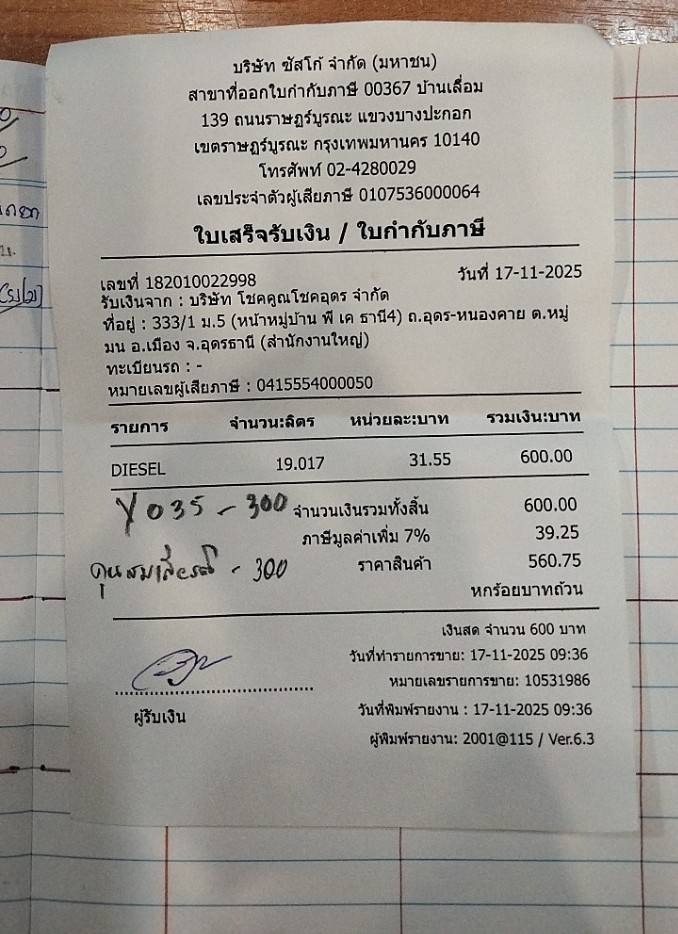 บริษัท ซัสโก้ จำกัด (มหาชน)
สาขาที่ออกใบกำกับภาษี 00367 บ้านเลื่อม
139 ถนนราษฎร์บูรณะ แขวงบางปะกอก
เขตราษฎร์บูรณะ กรุงเทพมหานคร 10140
โทรศัพท์ 02-4280029
เลขประจำตัวผู้เสียภาษี 0107536000064
ใบเสร็จรับเงิน / ใบกำกับภาษี
เลขที่ 182010022998 วันที่ 17-11-2025
รับเงินจาก : บริษัท โชคคูณโชคอุดร จำกัด
ที่อยู่ : 333/1 ม.5 (หน้าหมู่บ้าน พี เค ธานี4) ถ.อุดร-หนองคาย ต.หมู่
มน อ.เมือง จ.อุดรธานี (สำนักงานใหญ่)
ทะเบียนรถ : -
หมายเลขผู้เสียภาษี : 0415554000050
รายการ จำนวน:ลิตร หน่วยละ:บาท รวมเงิน:บาท
DIESEL 19.017 31.55 600.00
Y035 - 300 จำนวนเงินรวมทั้งสิ้น 600.00
ภาษีมูลค่าเพิ่ม 7% 39.25
- 300 ราคาสินค้า 560.75
หกร้อยบาทถ้วน
เงินสด จำนวน 600 บาท
วันที่ทำรายการขาย: 17-11-2025 09:36
หมายเลขรายการขาย: 10531986
ผู้รับเงิน วันที่พิมพ์รายงาน : 17-11-2025 09:36
ผู้พิมพ์รายงาน: 2001@115 / Ver.6.3